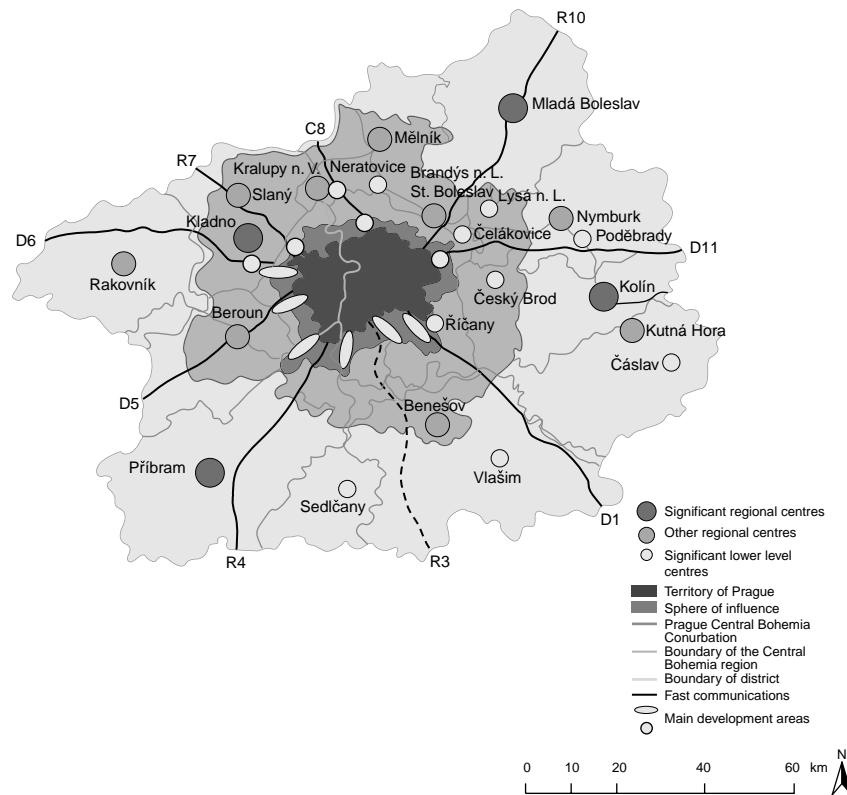 R10
Mladá Boleslav
C8
Mělník
R7
Kralupy n. V.
Neratovice
Brandýs n. L.
St. Boleslav
Slaný
Lysá n. L.
Kladno
Nymburk
Čelákovice
Poděbrady
D6
D11
Rakovník
Český Brod
Kolín
Beroun
Říčany
Kutná Hora
Čáslav
D5
Benešov
Příbram
Vlašim
Sedlčany
D1
R4
R3
Significant regional centres
Other regional centres
Significant lower level
centres
Territory of Prague
Sphere of influence
Prague Central Bohemia
Conurbation
Boundary of the Central
Bohemia region
Boundary of district
Fast communications
Main development areas
0 10 20 40 60 km
N